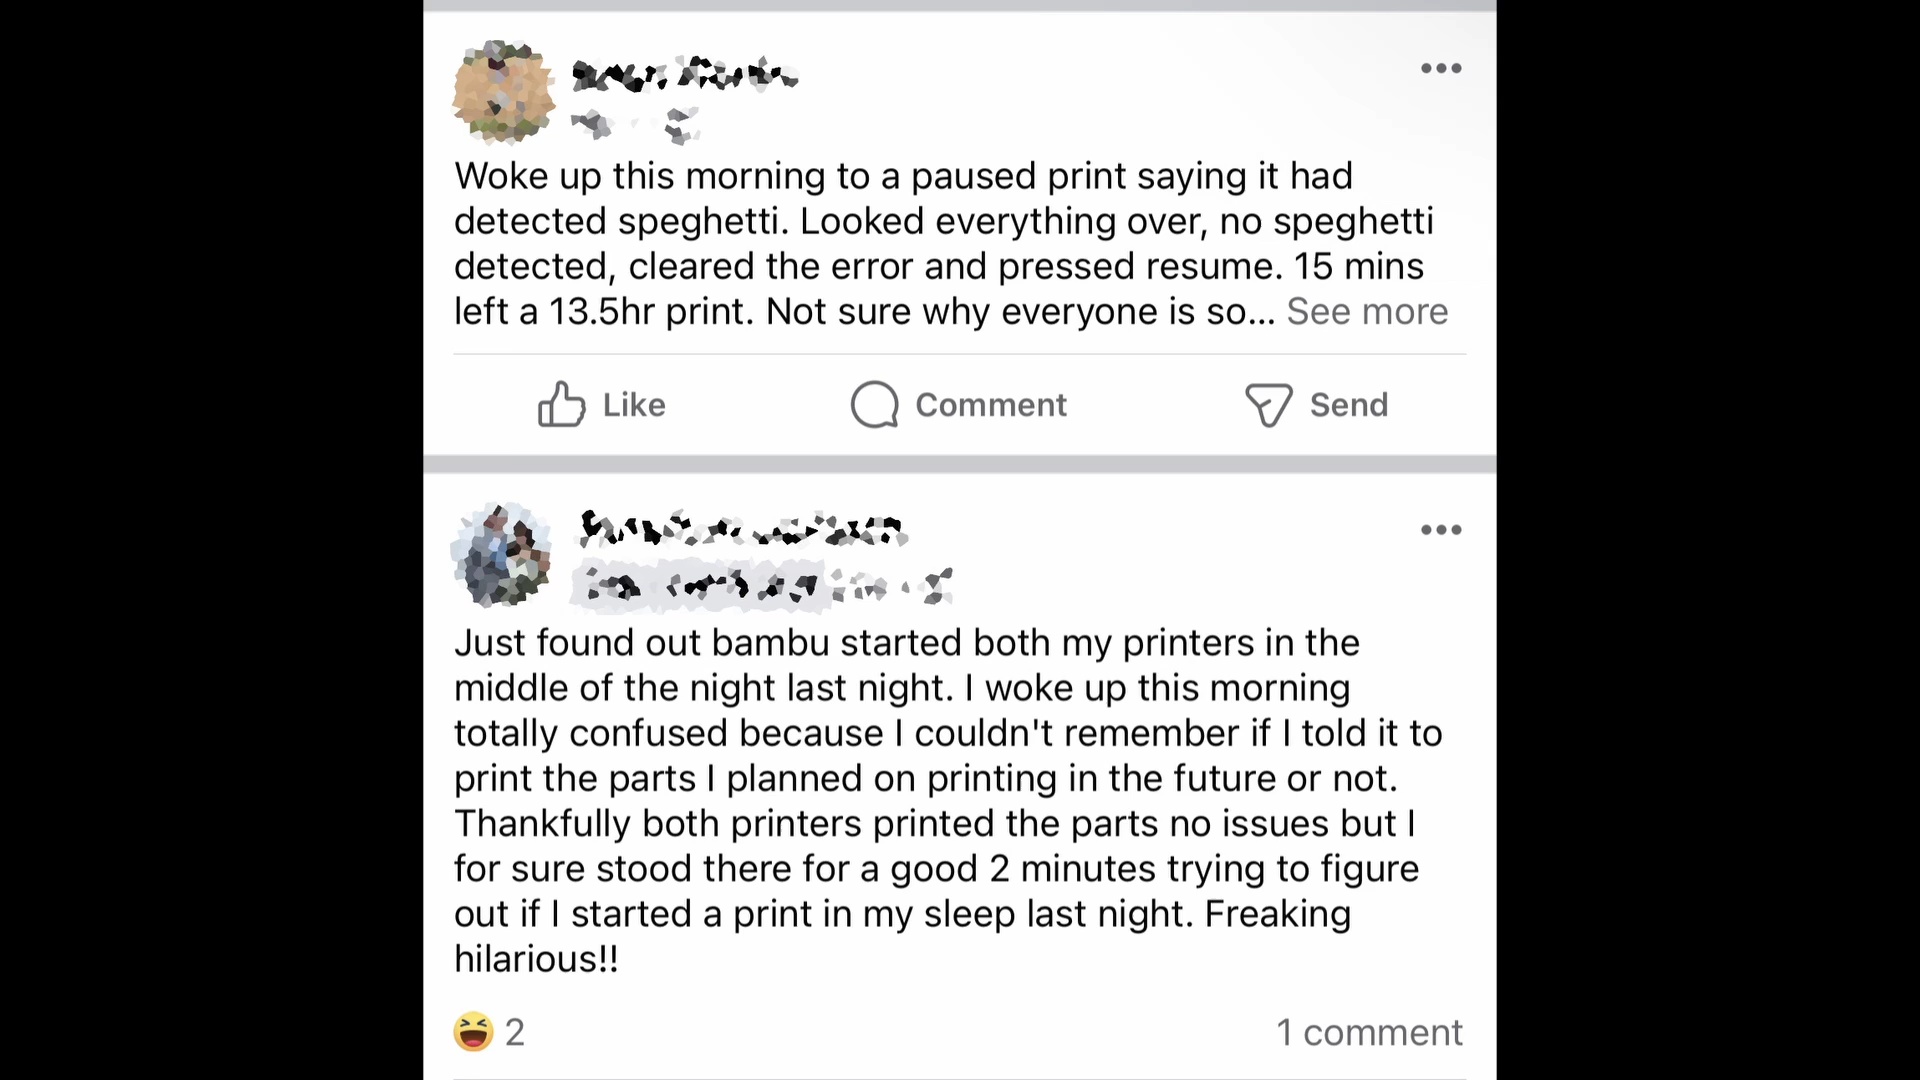 Woke up this morning to a paused print saying it had
detected speghetti. Looked everything over, no speghetti
detected, cleared the error and pressed resume. 15 mins
left a 13.5hr print. Not sure why everyone is so... See more
Like Comment Send
Just found out bambu started both my printers in the
middle of the night last night. I woke up this morning
totally confused because I couldn't remember if I told it to
print the parts I planned on printing in the future or not.
Thankfully both printers printed the parts no issues but I
for sure stood there for a good 2 minutes trying to figure
out if I started a print in my sleep last night. Freaking
hilarious!!
2 1 comment